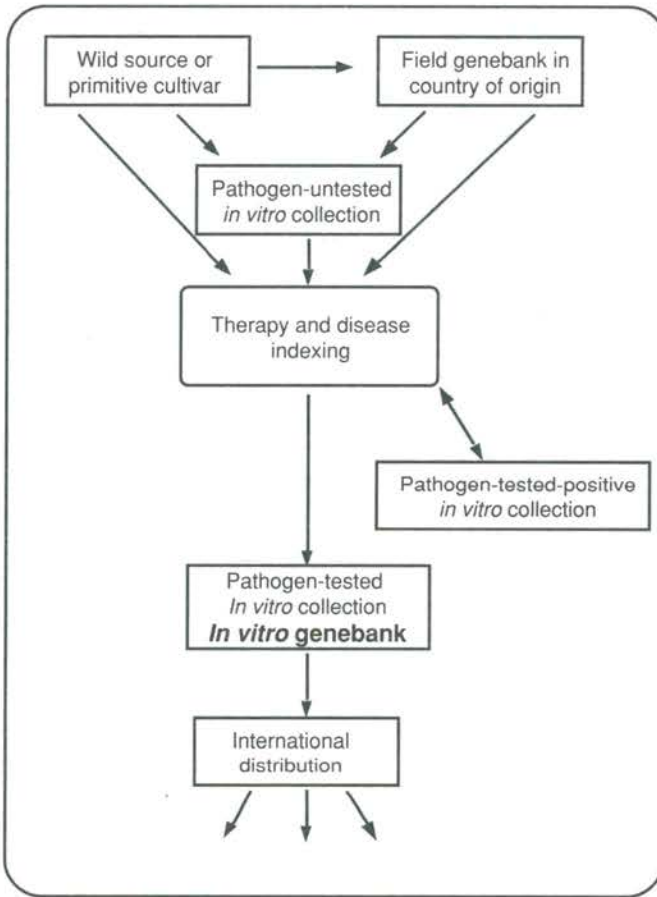 Wild source or
primitive cultivar
Field genebank in
country of origin
Pathogen-untested
in vitro collection
Therapy and disease
indexing
Pathogen-tested-positive
in vitro collection
Pathogen-tested
In vitro collection
In vitro genebank
International
distribution